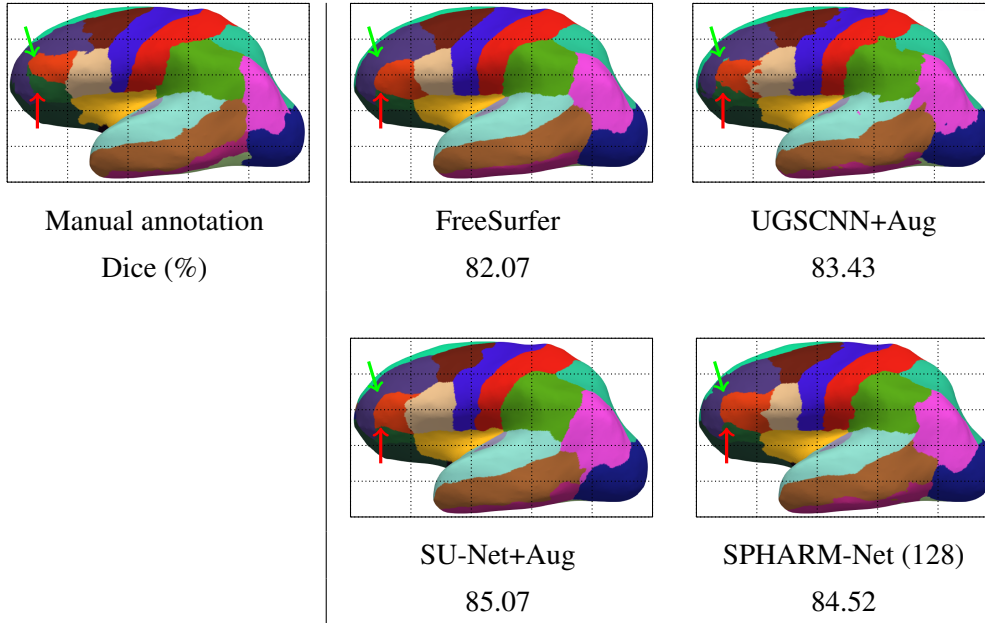 Manual annotation
Dice (%)
FreeSurfer
82.07
UGSCNN+Aug
83.43
SU-Net+Aug
85.07
SPHARM-Net (128)
84.52